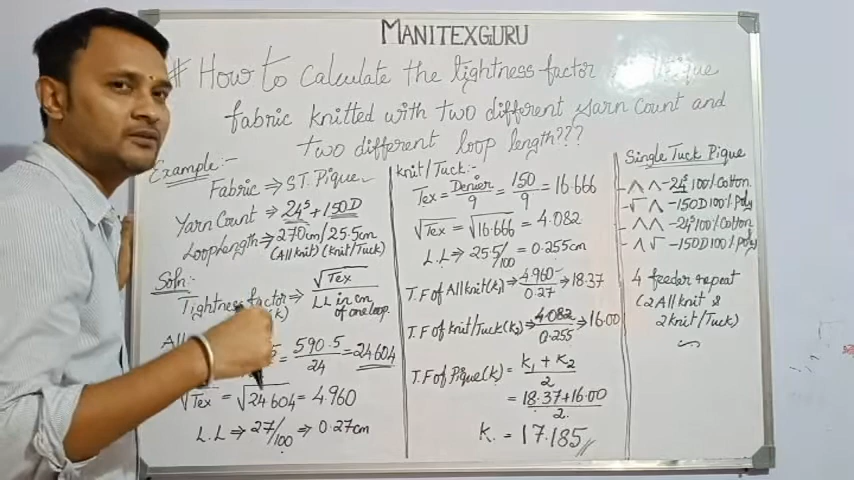 MANITEXGURU
# How to Calculate the tightness factor
fabric knitted with two different yarn Count and
two different loop length???
Example:-
Fabric ⇒ S.T. Pique
Yarn Count ⇒ 24s + 150D
Loop Length ⇒ 270cm/25.5cm
(All knit) (Knit/Tuck)
Soln:-
Tightness factor ⇒ √Tex
(K) LL in cm
of one loop.
= 590.5 = 24.604
24
√Tex = √24.604 = 4.960
L.L ⇒ 27/100 ⇒ 0.27cm
Knit/Tuck:-
Tex = Denier/9 = 150/9 = 16.666
√Tex = √16.666 = 4.082
L.L ⇒ 25.5/100 = 0.255cm
T.F of All knit (K1) ⇒ 4.960/0.27 ⇒ 18.37
T.F of knit/Tuck (K2) ⇒ 4.082/0.255 ⇒ 16.00
T.F of Pique (K) = K1 + K2
2
= 18.37+16.00
2
K. = 17.185//
Single Tuck Pique
-ΛΛ -24s 100% Cotton
-√Λ -150D 100% Poly
-ΛΛ -24s 100% Cotton
-Λ√ -150D 100% Poly
4 feeder repeat
(2 All knit &
2 knit/Tuck)